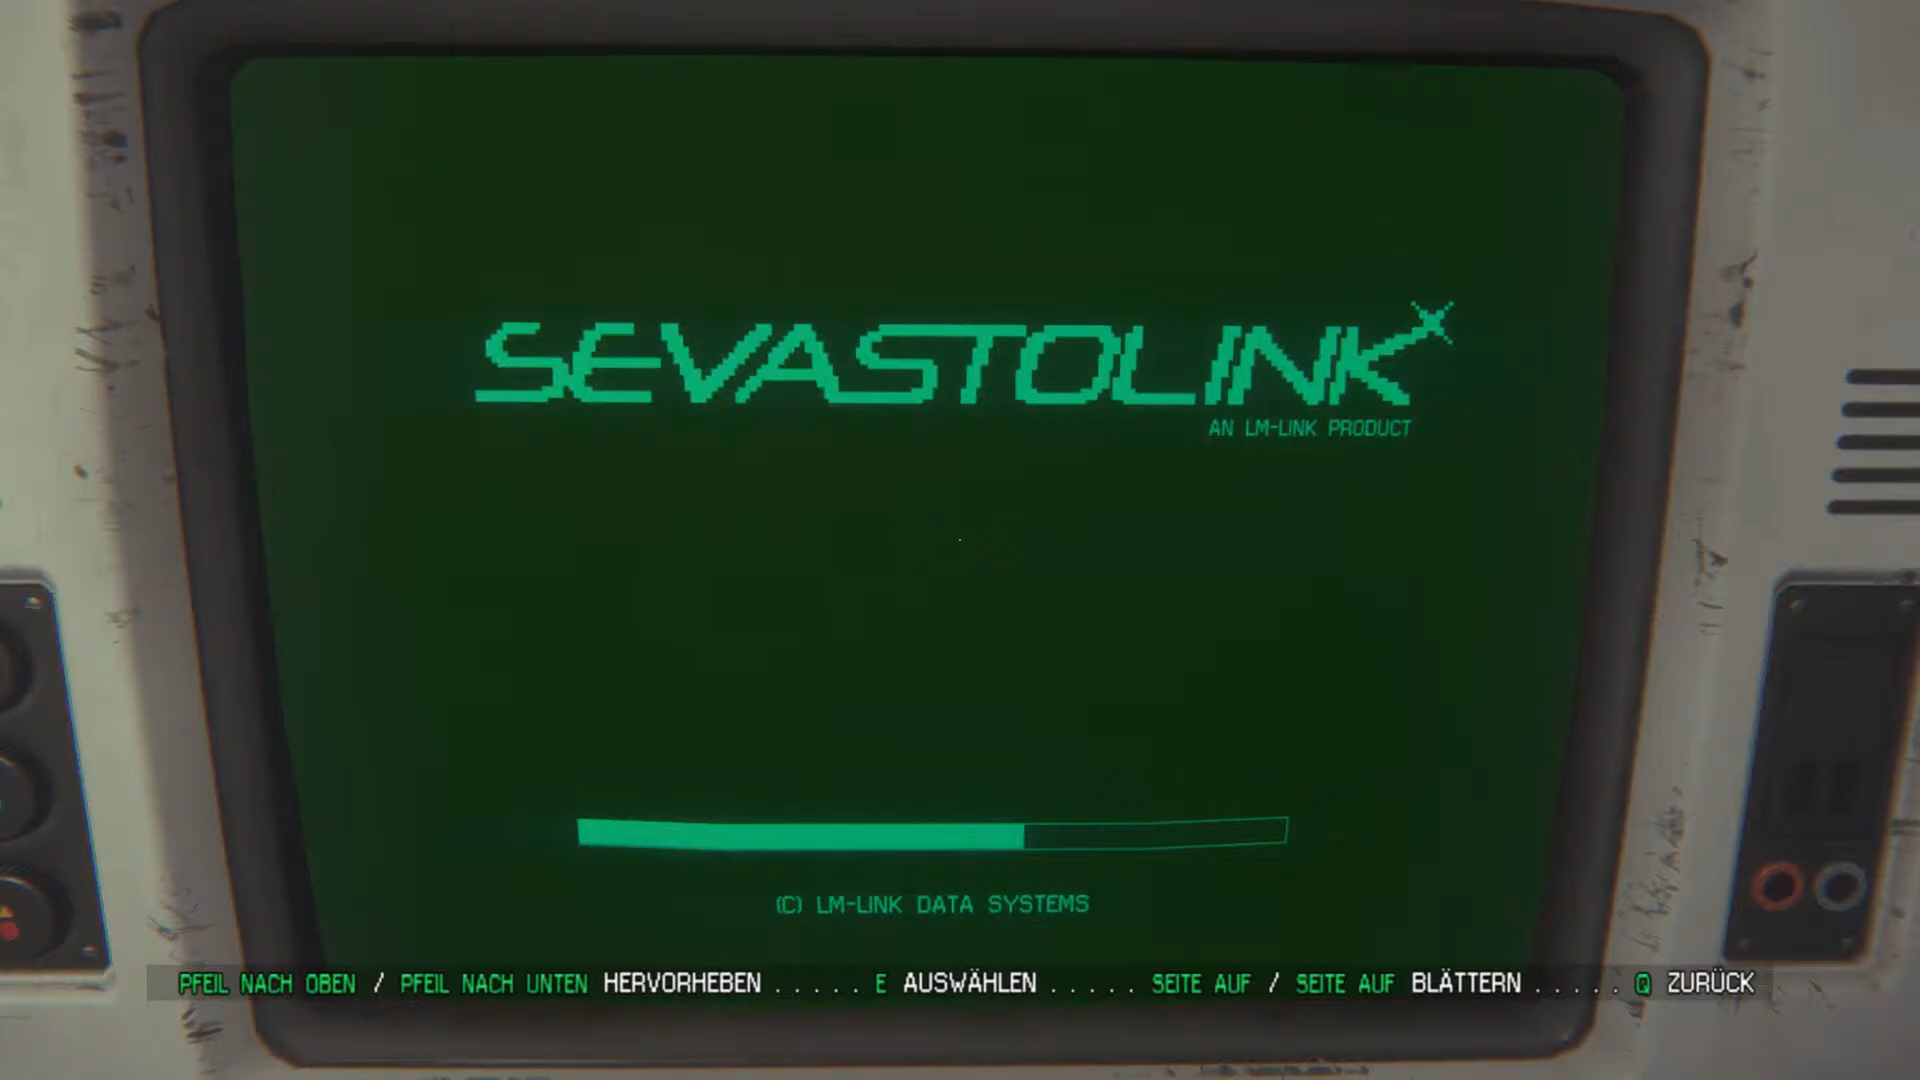 SEVASTOLINK
AN LM-LINK PRODUCT
(C) LM-LINK DATA SYSTEMS
PFEIL NACH OBEN / PFEIL NACH UNTEN HERVORHEBEN ..... E AUSWÄHLEN ..... SEITE AUF / SEITE AUF BLÄTTERN ..... Q ZURÜCK